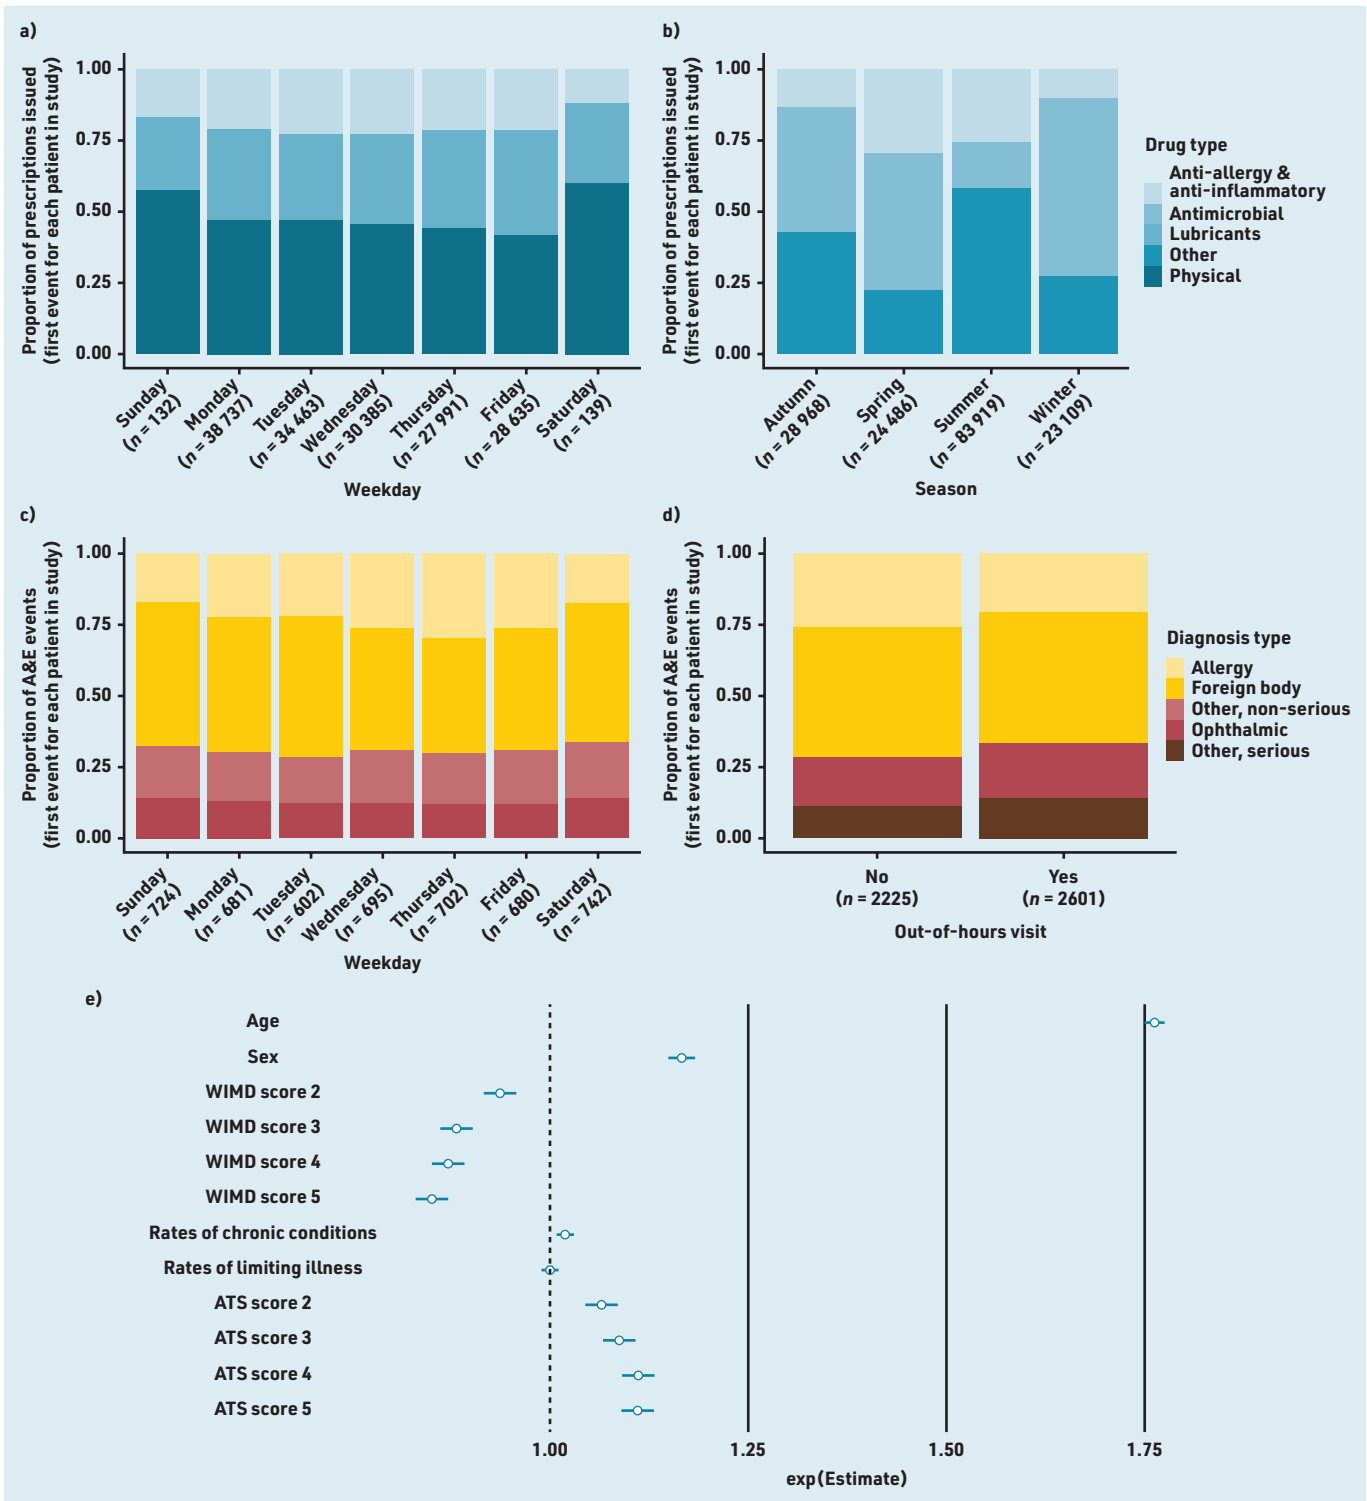 a)
Proportion of prescriptions issued
(first event for each patient in study)
1.00
0.75
0.50
0.25
0.00
Sunday
(n = 132)
Monday
(n = 38 737)
Tuesday
(n = 34 463)
Wednesday
(n = 30 385)
Thursday
(n = 27 991)
Friday
(n = 28 635)
Saturday
(n = 139)
Weekday
b)
Proportion of prescriptions issued
(first event for each patient in study)
1.00
0.75
0.50
0.25
0.00
Autumn
(n = 28 968)
Spring
(n = 24 486)
Summer
(n = 83 919)
Winter
(n = 23 109)
Season
Drug type
Anti-allergy &
anti-inflammatory
Antimicrobial
Lubricants
Other
Physical
c)
Proportion of A&E events
(first event for each patient in study)
1.00
0.75
0.50
0.25
0.00
Sunday
(n = 724)
Monday
(n = 681)
Tuesday
(n = 602)
Wednesday
(n = 695)
Thursday
(n = 702)
Friday
(n = 680)
Saturday
(n = 742)
Weekday
d)
Proportion of A&E events
(first event for each patient in study)
1.00
0.75
0.50
0.25
0.00
No
(n = 2225)
Yes
(n = 2601)
Out-of-hours visit
Diagnosis type
Allergy
Foreign body
Other, non-serious
Ophthalmic
Other, serious
e)
Age
Sex
WIMD score 2
WIMD score 3
WIMD score 4
WIMD score 5
Rates of chronic conditions
Rates of limiting illness
ATS score 2
ATS score 3
ATS score 4
ATS score 5
1.00
1.25
1.50
1.75
exp(Estimate)